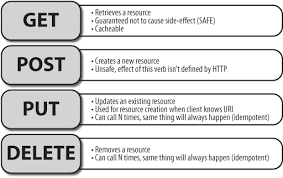 GET
• Retrieves a resource
• Guaranteed not to cause side-effect (SAFE)
• Cacheable
POST
• Creates a new resource
• Unsafe, effect of this verb isn't defined by HTTP
PUT
• Updates an existing resource
• Used for resource creation when client knows URI
• Can call N times, same thing will always happen (idempotent)
DELETE
• Removes a resource
• Can call N times, same thing will always happen (idempotent)